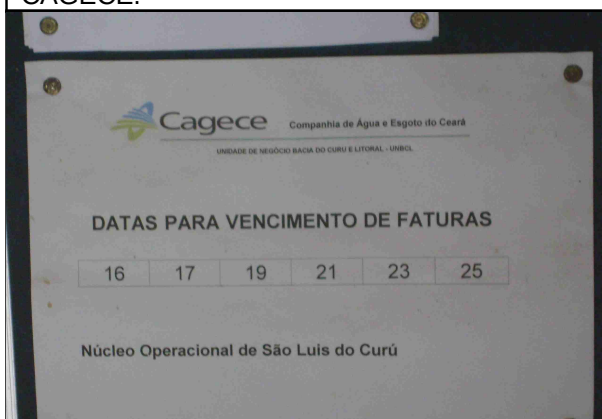 CAGECE.
Cagece Companhia de Água e Esgoto do Ceará
UNIDADE DE NEGÓCIO BACIA DO CURU E LITORAL - UNBCL
DATAS PARA VENCIMENTO DE FATURAS
16 17 19 21 23 25
Núcleo Operacional de São Luis do Curú